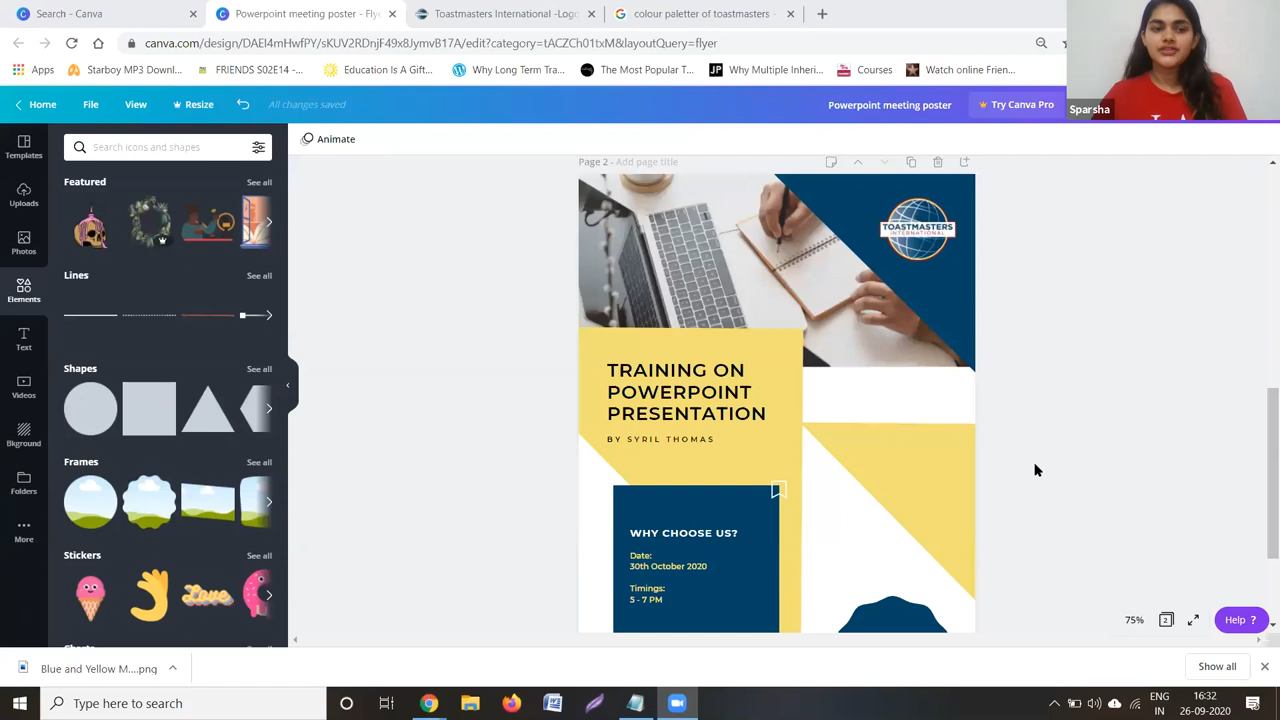 Search - Canva
Powerpoint meeting poster - Flye
Toastmasters International -Logo
colour paletter of toastmasters -
canva.com/design/DAEI4mHwfPY/sKUV2RDnjF49x8JymvB17A/edit?category=tACZCh01txM&layoutQuery=flyer
Apps
Starboy MP3 Downl...
FRIENDS S02E14 -...
Education Is A Gift...
Why Long Term Tra...
The Most Popular T...
Why Multiple Inheri...
Courses
Watch online Frien...
Home
File
View
Resize
All changes saved
Powerpoint meeting poster
Try Canva Pro
Sparsha
Templates
Uploads
Photos
Elements
Text
Videos
Bkground
Folders
More
Search icons and shapes
Featured
See all
Lines
See all
Shapes
See all
Frames
See all
Stickers
See all
Love
Animate
Page 2 - Add page title
TOASTMASTERS
INTERNATIONAL
TRAINING ON
POWERPOINT
PRESENTATION
BY SYRIL THOMAS
WHY CHOOSE US?
Date:
30th October 2020
Timings:
5 - 7 PM
75%
2
Help ?
Blue and Yellow M....png
Show all
Type here to search
ENG
IN
16:32
26-09-2020